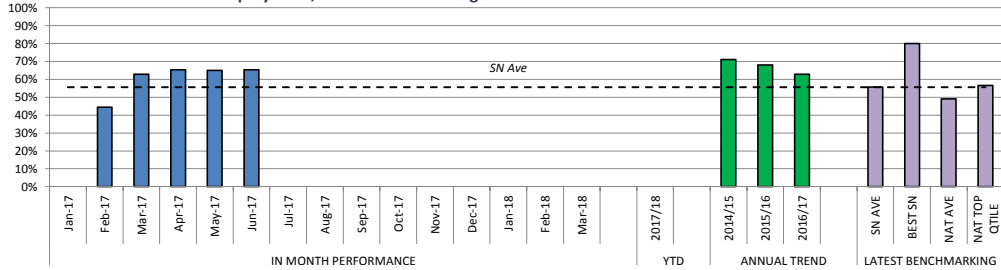 100%
90%
80%
70%
60%
50%
40%
30%
20%
10%
0%
SN Ave
Jan-17
Feb-17
Mar-17
Apr-17
May-17
Jun-17
Jul-17
Aug-17
Sep-17
Oct-17
Nov-17
Dec-17
Jan-18
Feb-18
Mar-18
2017/18
2014/15
2015/16
2016/17
SN AVE
BEST SN
NAT AVE
NAT TOP
QTILE
IN MONTH PERFORMANCE
YTD
ANNUAL TREND
LATEST BENCHMARKING